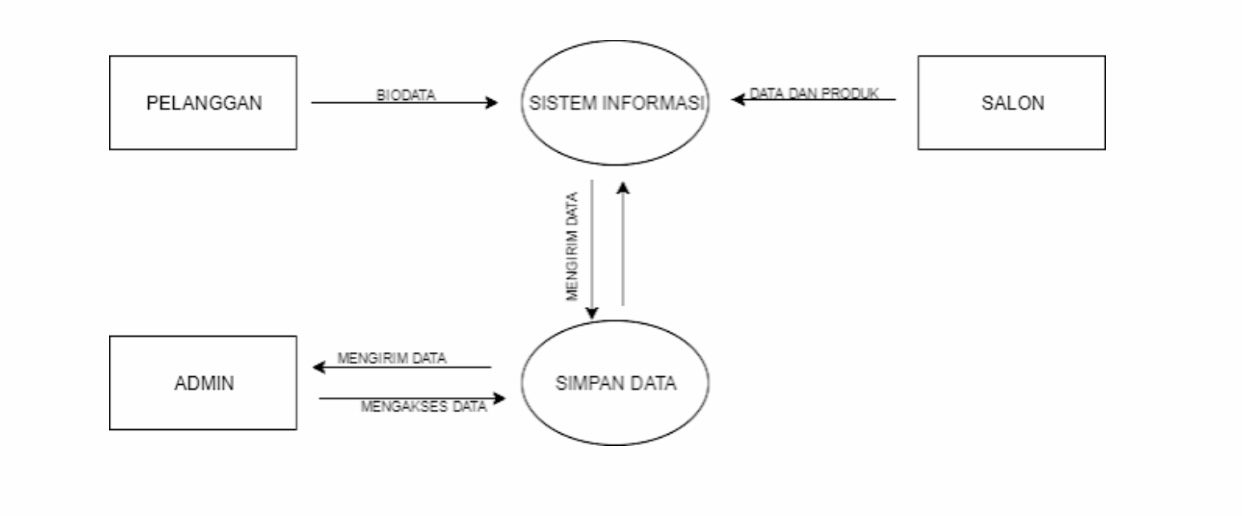 PELANGGAN
BIODATA
SISTEM INFORMASI
DATA DAN PRODUK
SALON
MENGIRIM DATA
ADMIN
MENGIRIM DATA
MENGAKSES DATA
SIMPAN DATA